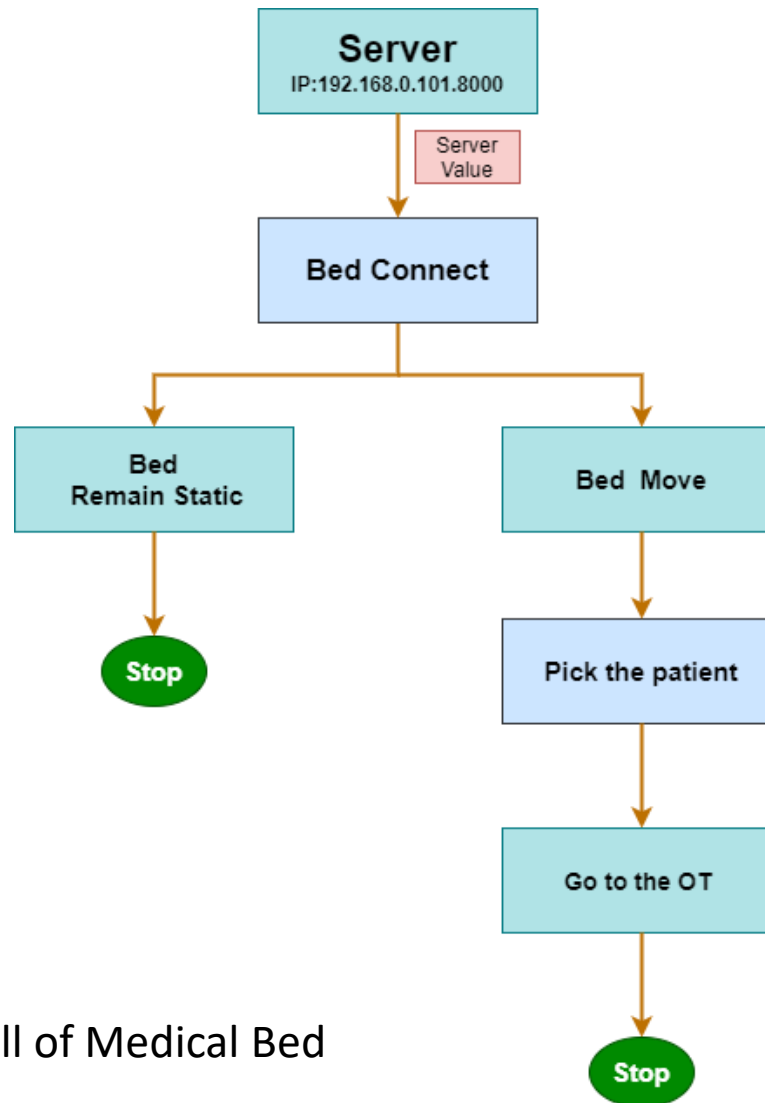 Server
IP:192.168.0.101.8000
Server
Value
Bed Connect
Bed
Remain Static
Bed Move
Stop
Pick the patient
Go to the OT
ll of Medical Bed
Stop